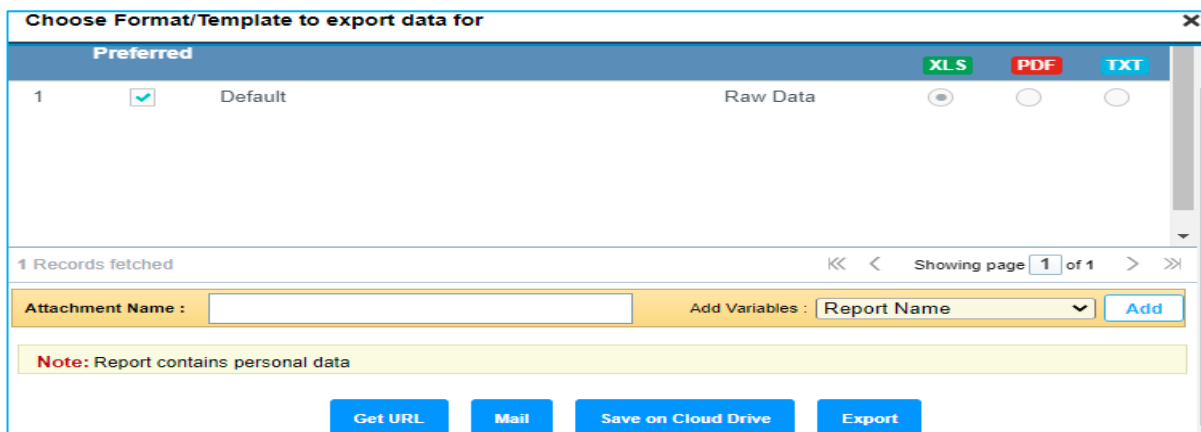 Choose Format/Template to export data for
Preferred XLS PDF TXT
1 Default Raw Data
1 Records fetched Showing page 1 of 1
Attachment Name : Add Variables : Report Name Add
Note: Report contains personal data
Get URL Mail Save on Cloud Drive Export